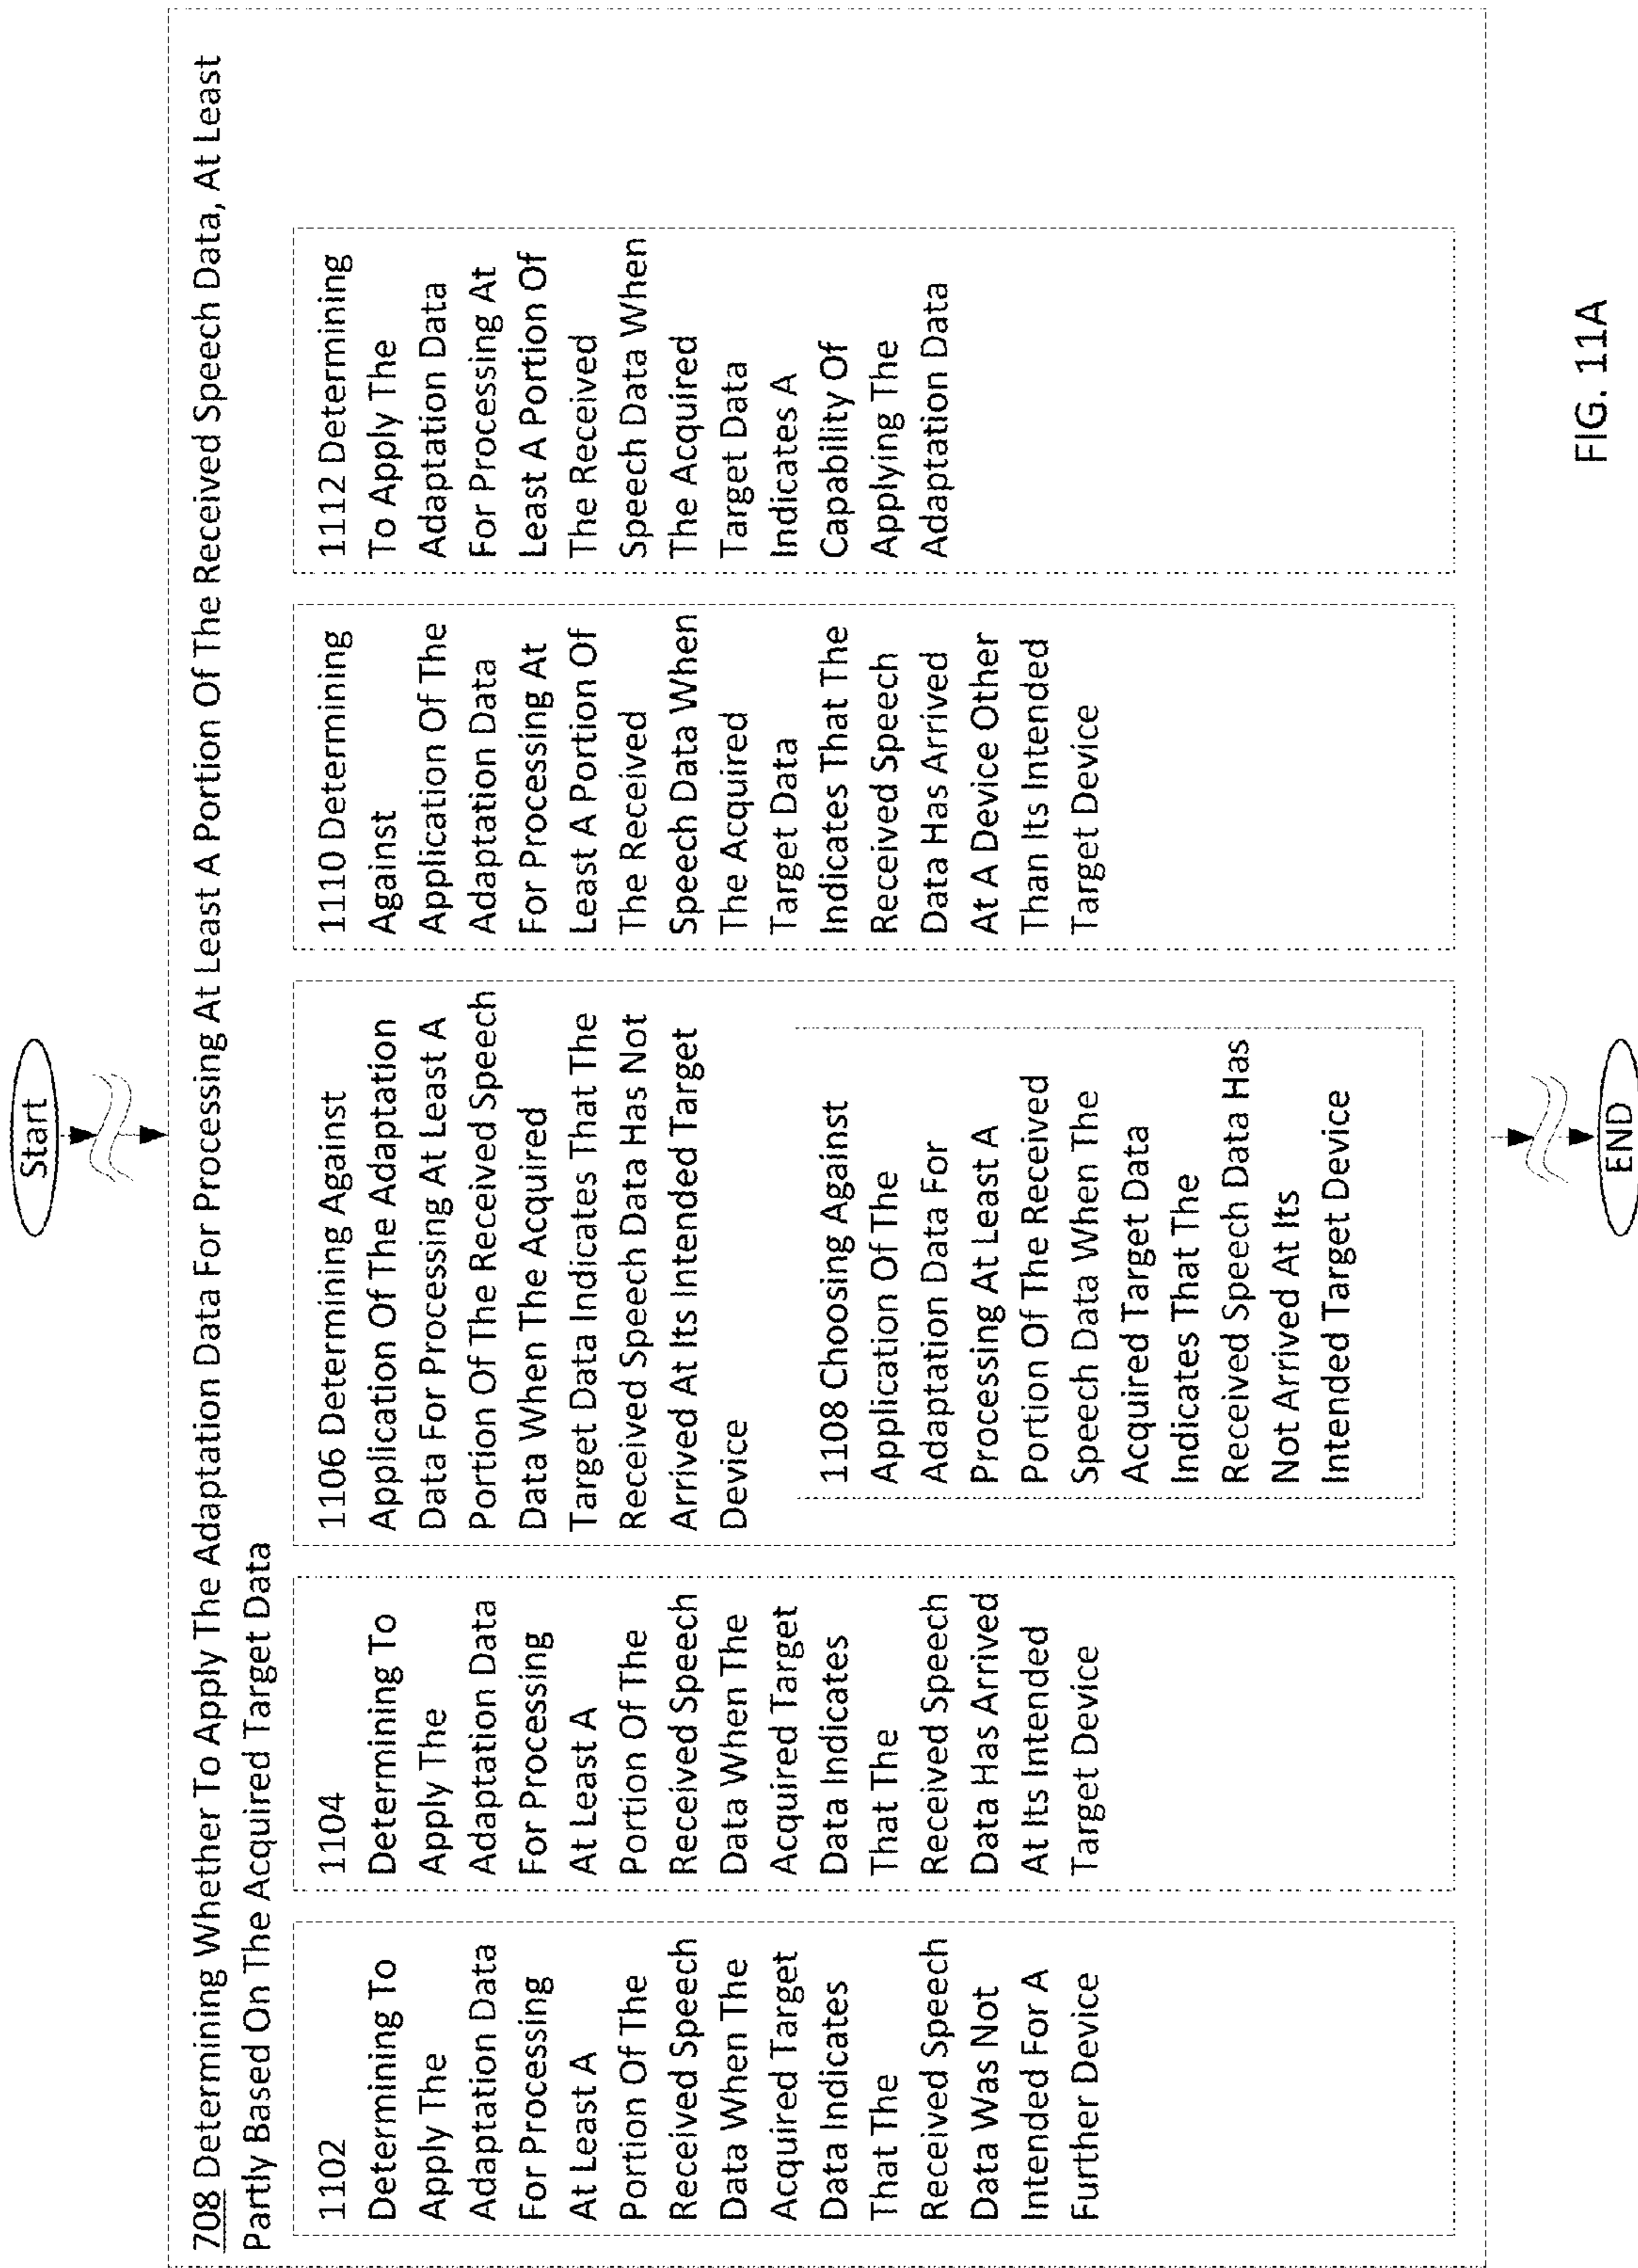 Start
708 Determining Whether To Apply The Adaptation Data For Processing At Least A Portion Of The Received Speech Data, At Least
Partly Based On The Acquired Target Data
1102
Determining To
Apply The
Adaptation Data
For Processing
At Least A
Portion Of The
Received Speech
Data When The
Acquired Target
Data Indicates
That The
Received Speech
Data Was Not
Intended For A
Further Device
1104
Determining To
Apply The
Adaptation Data
For Processing
At Least A
Portion Of The
Received Speech
Data When The
Acquired Target
Data Indicates
That The
Received Speech
Data Has Arrived
At Its Intended
Target Device
1106 Determining Against
Application Of The Adaptation
Data For Processing At Least A
Portion Of The Received Speech
Data When The Acquired
Target Data Indicates That The
Received Speech Data Has Not
Arrived At Its Intended Target
Device
1108 Choosing Against
Application Of The
Adaptation Data For
Processing At Least A
Portion Of The Received
Speech Data When The
Acquired Target Data
Indicates That The
Received Speech Data Has
Not Arrived At Its
Intended Target Device
1110 Determining
Against
Application Of The
Adaptation Data
For Processing At
Least A Portion Of
The Received
Speech Data When
The Acquired
Target Data
Indicates That The
Received Speech
Data Has Arrived
At A Device Other
Than Its Intended
Target Device
1112 Determining
To Apply The
Adaptation Data
For Processing At
Least A Portion Of
The Received
Speech Data When
The Acquired
Target Data
Indicates A
Capability Of
Applying The
Adaptation Data
END
FIG. 11A